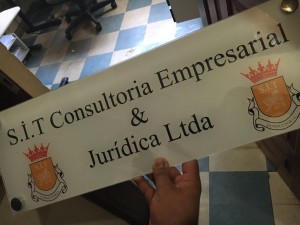 S.I.T Consultoria Empresarial
&
Jurídica Ltda